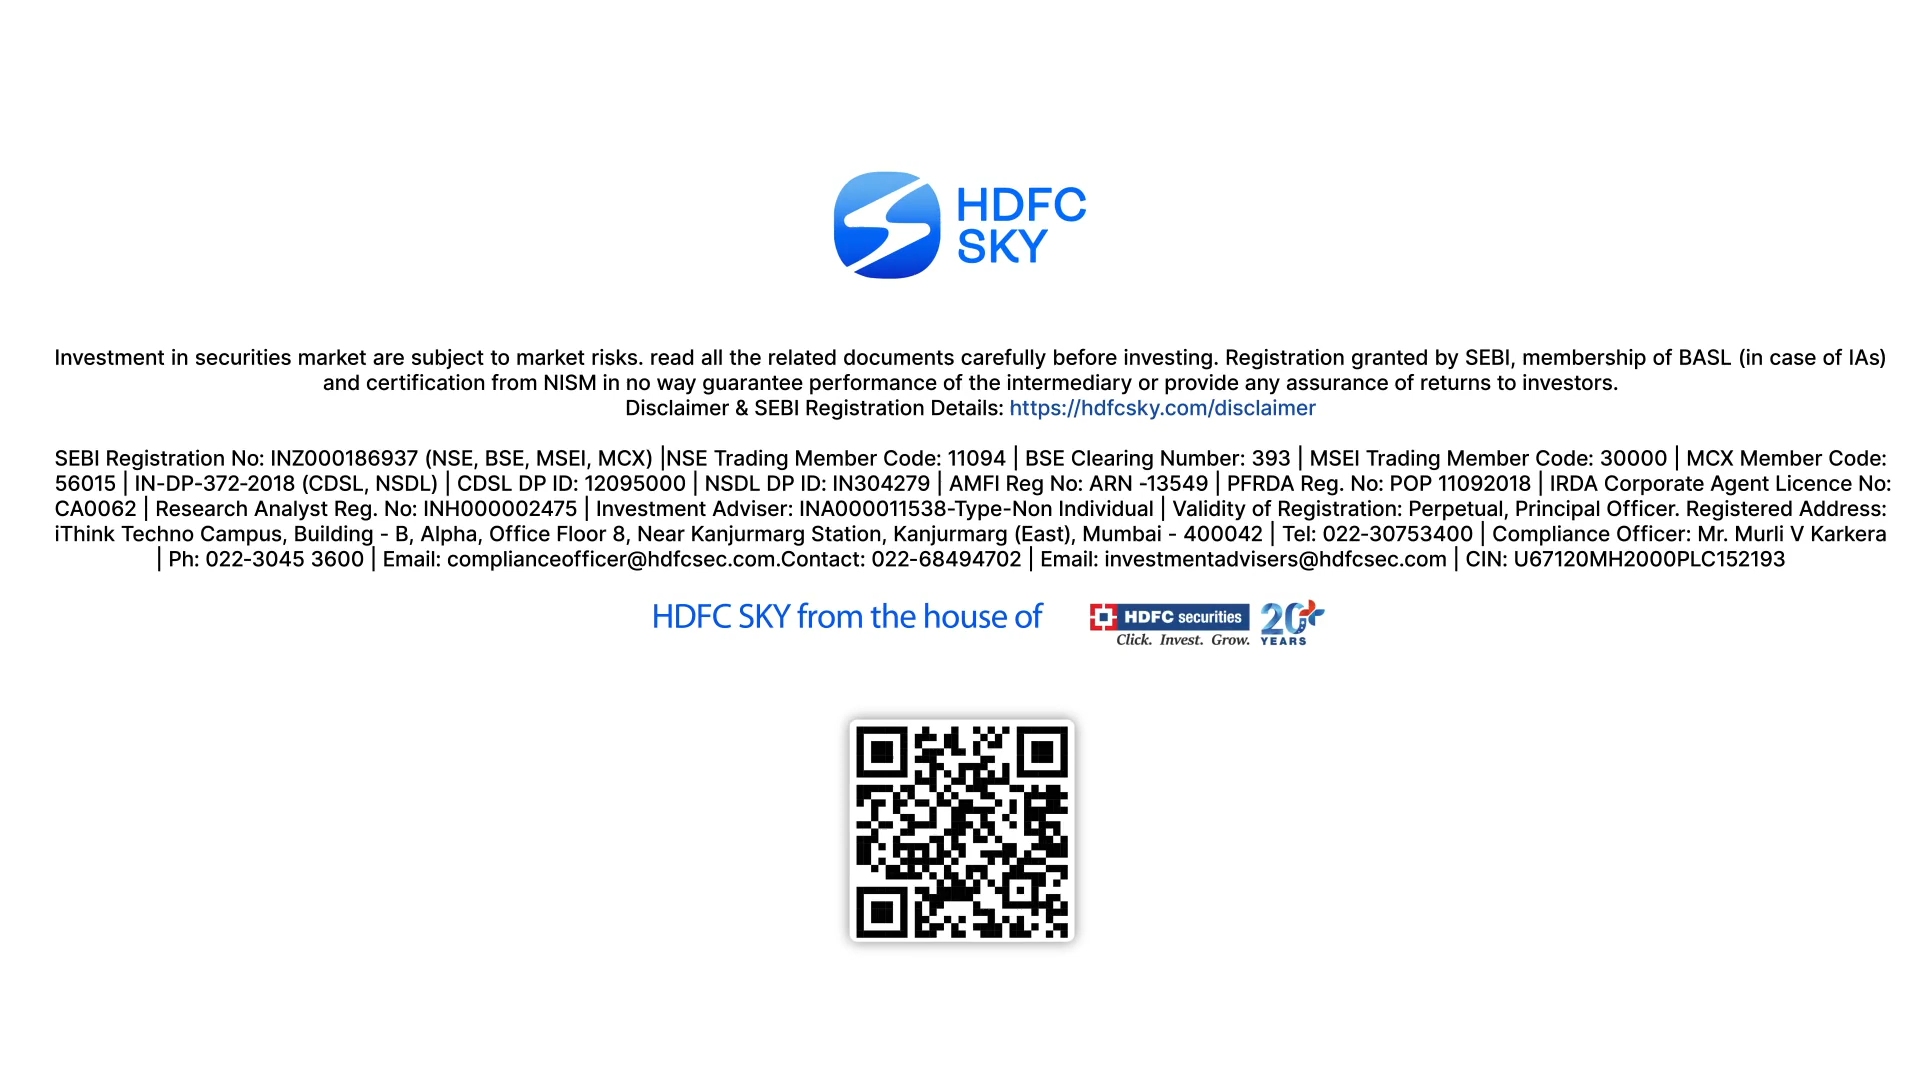 HDFC
SKY
Investment in securities market are subject to market risks. read all the related documents carefully before investing. Registration granted by SEBI, membership of BASL (in case of IAs)
and certification from NISM in no way guarantee performance of the intermediary or provide any assurance of returns to investors.
Disclaimer & SEBI Registration Details: https://hdfcsky.com/disclaimer
SEBI Registration No: INZ000186937 (NSE, BSE, MSEI, MCX) |NSE Trading Member Code: 11094 | BSE Clearing Number: 393 | MSEI Trading Member Code: 30000 | MCX Member Code:
56015 | IN-DP-372-2018 (CDSL, NSDL) | CDSL DP ID: 12095000 | NSDL DP ID: IN304279 | AMFI Reg No: ARN -13549 | PFRDA Reg. No: POP 11092018 | IRDA Corporate Agent Licence No:
CA0062 | Research Analyst Reg. No: INH000002475 | Investment Adviser: INA000011538-Type-Non Individual | Validity of Registration: Perpetual, Principal Officer. Registered Address:
iThink Techno Campus, Building - B, Alpha, Office Floor 8, Near Kanjurmarg Station, Kanjurmarg (East), Mumbai - 400042 | Tel: 022-30753400 | Compliance Officer: Mr. Murli V Karkera
| Ph: 022-3045 3600 | Email: complianceofficer@hdfcsec.com.Contact: 022-68494702 | Email: investmentadvisers@hdfcsec.com | CIN: U67120MH2000PLC152193
HDFC SKY from the house of HDFC securities 20+
Click. Invest. Grow. YEARS